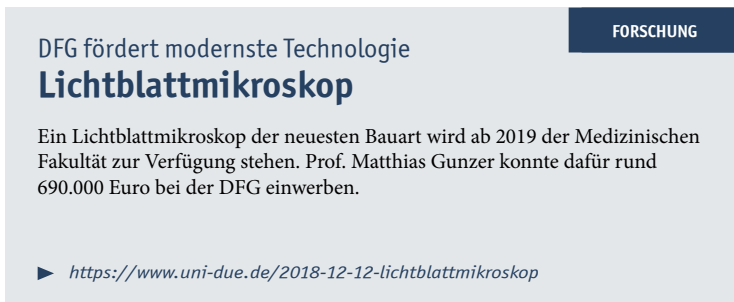 FORSCHUNG
DFG fördert modernste Technologie
Lichtblattmikroskop
Ein Lichtblattmikroskop der neuesten Bauart wird ab 2019 der Medizinischen
Fakultät zur Verfügung stehen. Prof. Matthias Gunzer konnte dafür rund
690.000 Euro bei der DFG einwerben.
https://www.uni-due.de/2018-12-12-lichtblattmikroskop